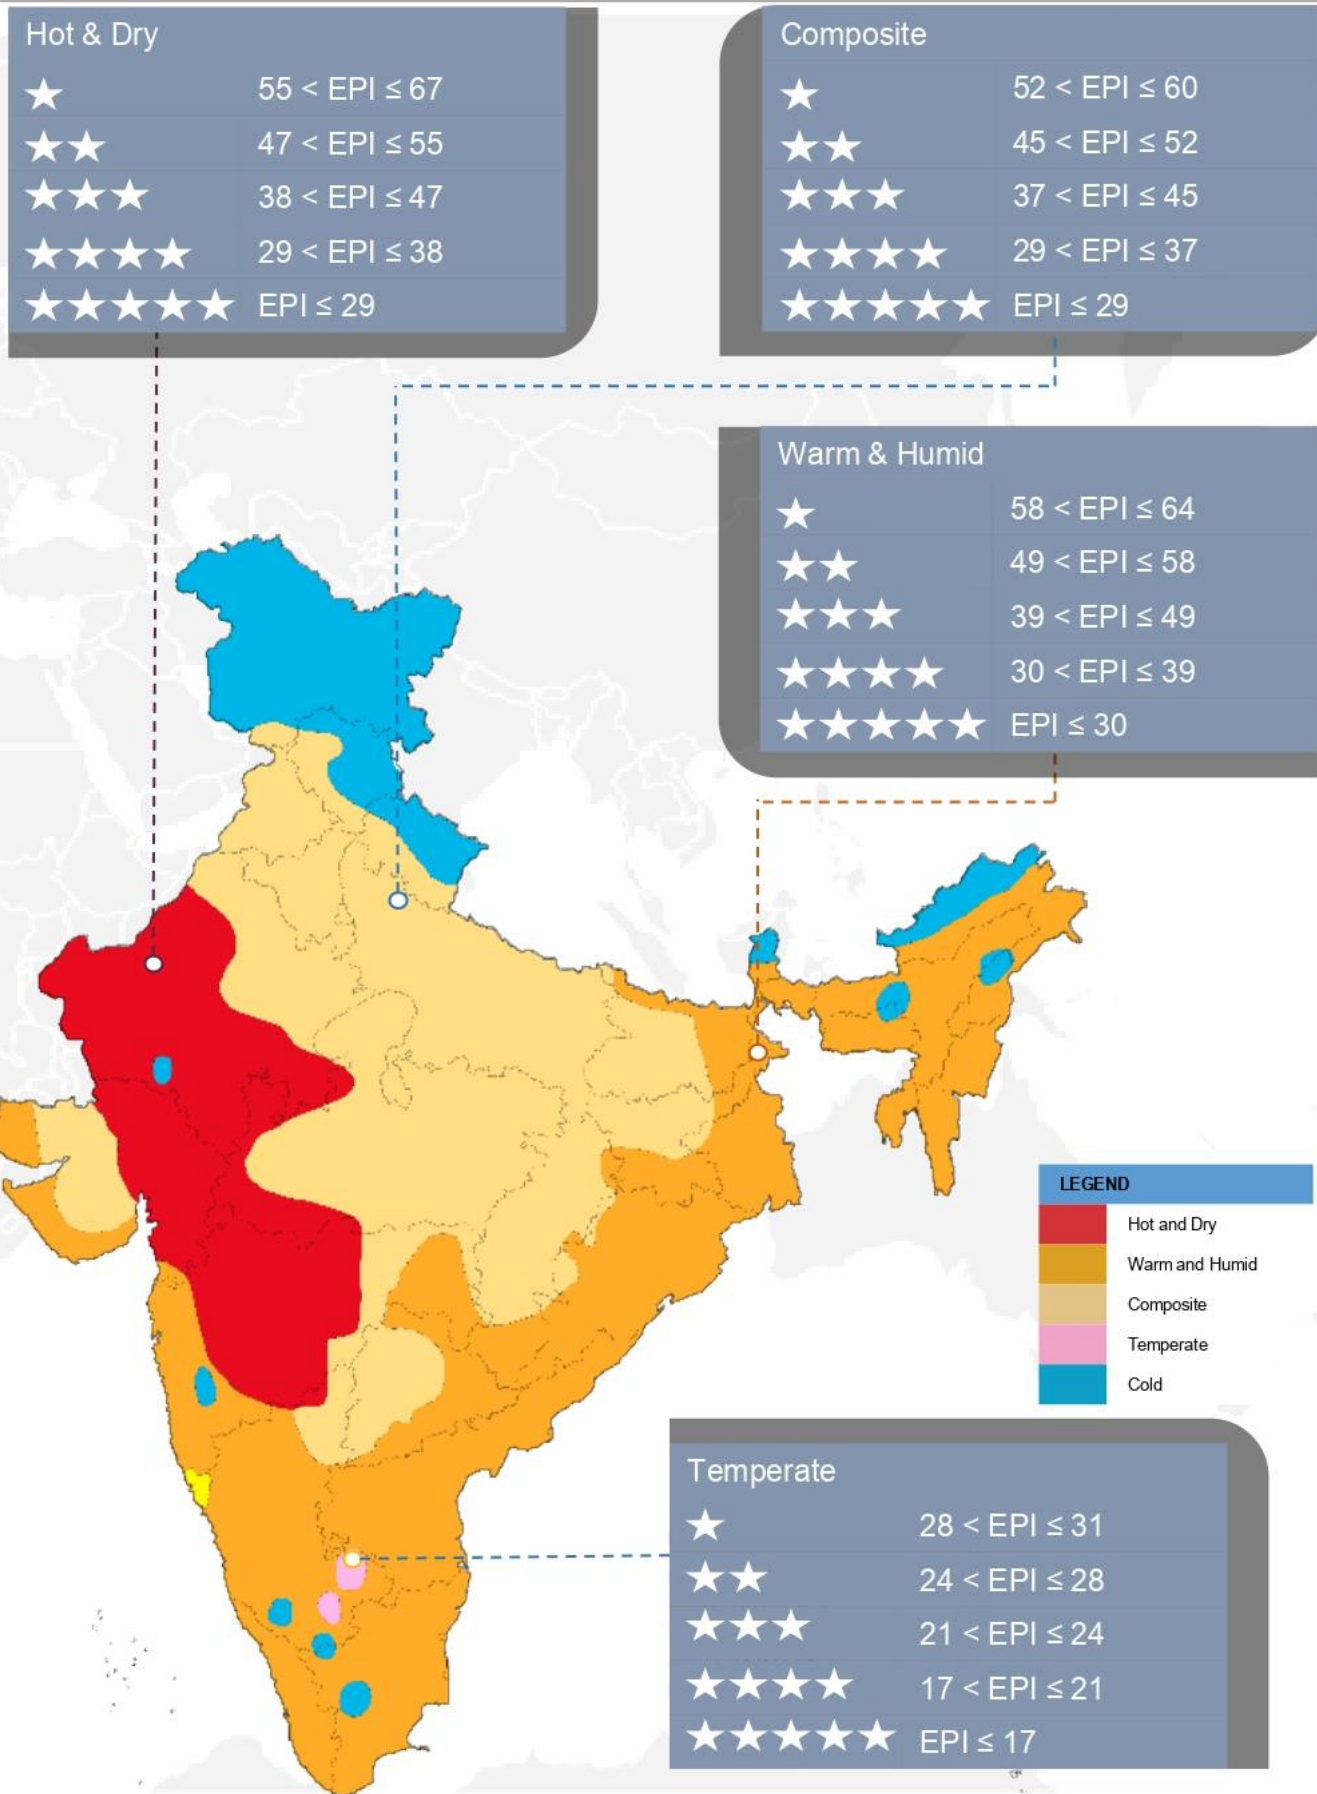 Hot & Dry
★ 55 < EPI ≤ 67
★★ 47 < EPI ≤ 55
★★★ 38 < EPI ≤ 47
★★★★ 29 < EPI ≤ 38
★★★★★ EPI ≤ 29
Composite
★ 52 < EPI ≤ 60
★★ 45 < EPI ≤ 52
★★★ 37 < EPI ≤ 45
★★★★ 29 < EPI ≤ 37
★★★★★ EPI ≤ 29
Warm & Humid
★ 58 < EPI ≤ 64
★★ 49 < EPI ≤ 58
★★★ 39 < EPI ≤ 49
★★★★ 30 < EPI ≤ 39
★★★★★ EPI ≤ 30
LEGEND
Hot and Dry
Warm and Humid
Composite
Temperate
Cold
Temperate
★ 28 < EPI ≤ 31
★★ 24 < EPI ≤ 28
★★★ 21 < EPI ≤ 24
★★★★ 17 < EPI ≤ 21
★★★★★ EPI ≤ 17